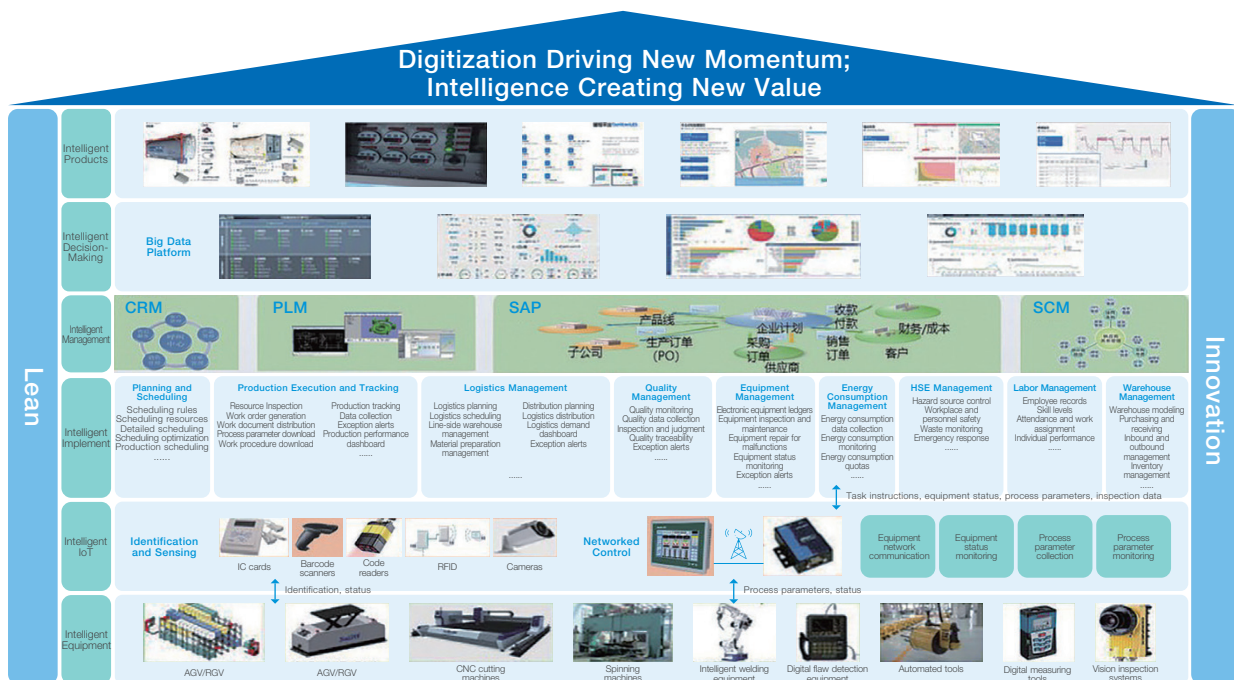 Digitization Driving New Momentum;
Intelligence Creating New Value
Lean
Innovation
Intelligent
Products
Intelligent
Decision-
Making
Big Data
Platform
Intelligent
Management
CRM
PLM
SAP
产品线
子公司
生产订单
(PO)
企业计划
采购
订单
供应商
收款
付款
销售
订单
财务/成本
客户
SCM
Intelligent
Implement
Planning and
Scheduling
Scheduling rules
Scheduling resources
Detailed scheduling
Scheduling optimization
Production scheduling
......
Production Execution and Tracking
Resource Inspection
Work order generation
Work document distribution
Process parameter download
Work procedure download
Production tracking
Data collection
Exception alerts
Production performance
dashboard
......
Logistics Management
Logistics planning
Logistics scheduling
Line-side warehouse
management
Material preparation
management
Distribution planning
Logistics distribution
Logistics demand
dashboard
Exception alerts
......
Quality
Management
Quality monitoring
Quality data collection
Inspection and judgment
Quality traceability
Exception alerts
......
Equipment
Management
Electronic equipment ledgers
Equipment inspection and
maintenance
Equipment repair for
malfunctions
Equipment status
monitoring
Exception alerts
......
Energy
Consumption
Management
Energy consumption
data collection
Energy consumption
monitoring
Energy consumption
quotas
......
HSE Management
Hazard source control
Workplace and
personnel safety
Waste monitoring
Emergency response
......
Labor Management
Employee records
Skill levels
Attendance and work
assignment
Individual performance
......
Warehouse
Management
Warehouse modeling
Purchasing and
receiving
Inbound and
outbound
management
Inventory
management
......
Task instructions, equipment status, process parameters, inspection data
Intelligent
IoT
Identification
and Sensing
IC cards
Barcode
scanners
Code
readers
RFID
Cameras
Networked
Control
Equipment
network
communication
Equipment
status
monitoring
Process
parameter
collection
Process
parameter
monitoring
Identification, status
Process parameters, status
Intelligent
Equipment
AGV/RGV
AGV/RGV
CNC cutting
machines
Spinning
machines
Intelligent welding
equipment
Digital flaw detection
equipment
Automated tools
Digital measuring
tools
Vision inspection
systems